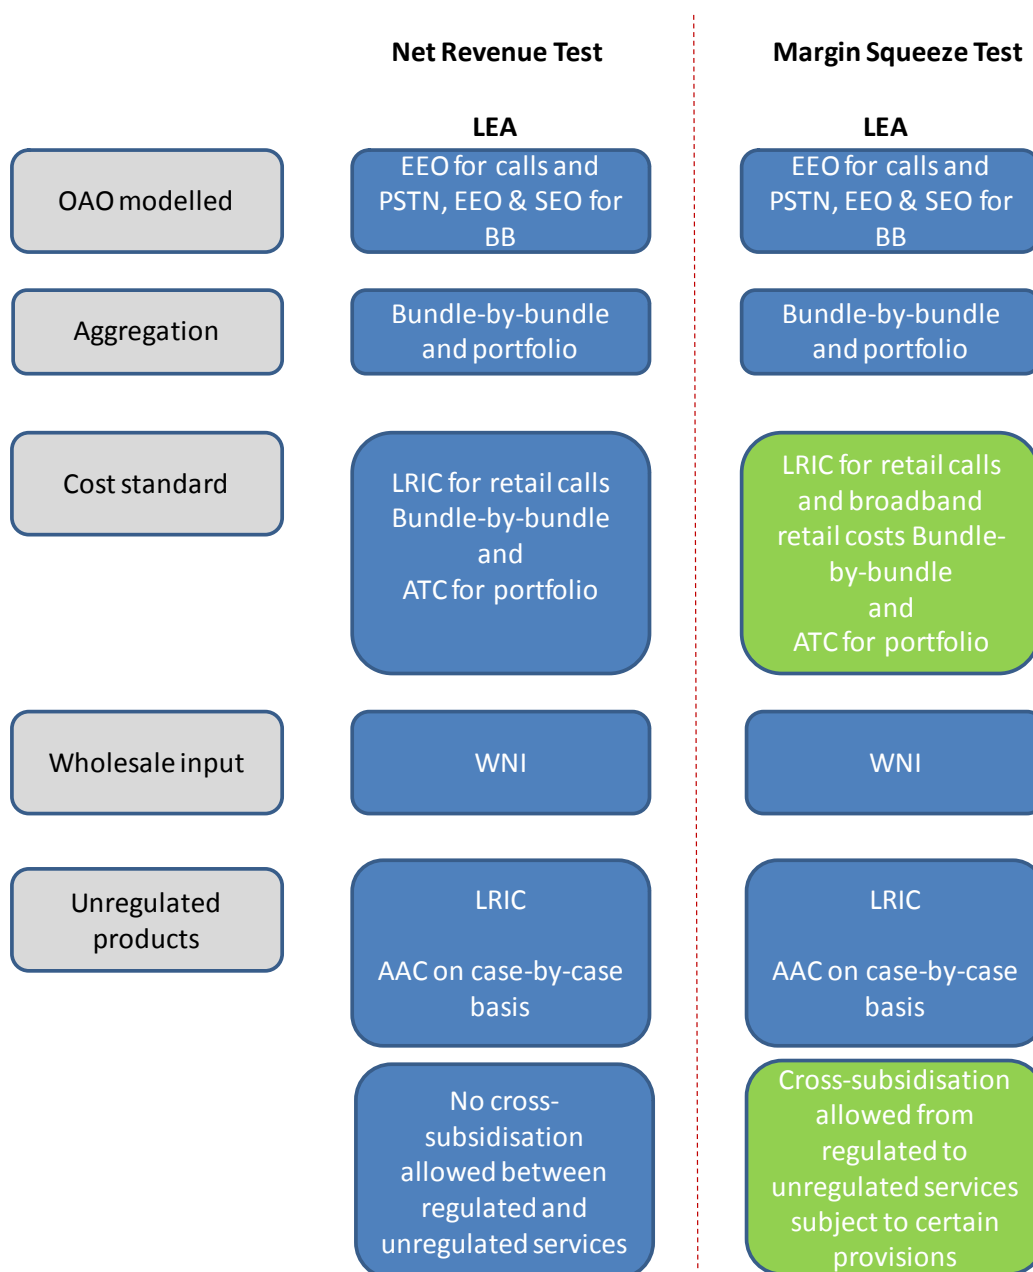 Net Revenue Test
Margin Squeeze Test
LEA
LEA
OAO modelled
EEO for calls and
PSTN, EEO & SEO for
BB
EEO for calls and
PSTN, EEO & SEO for
BB
Aggregation
Bundle-by-bundle
and portfolio
Bundle-by-bundle
and portfolio
Cost standard
LRIC for retail calls
Bundle-by-bundle
and
ATC for portfolio
LRIC for retail calls
and broadband
retail costs Bundle-
by-bundle
and
ATC for portfolio
Wholesale input
WNI
WNI
Unregulated
products
LRIC
AAC on case-by-case
basis
LRIC
AAC on case-by-case
basis
No cross-
subsidisation
allowed between
regulated and
unregulated services
Cross-subsidisation
allowed from
regulated to
unregulated services
subject to certain
provisions